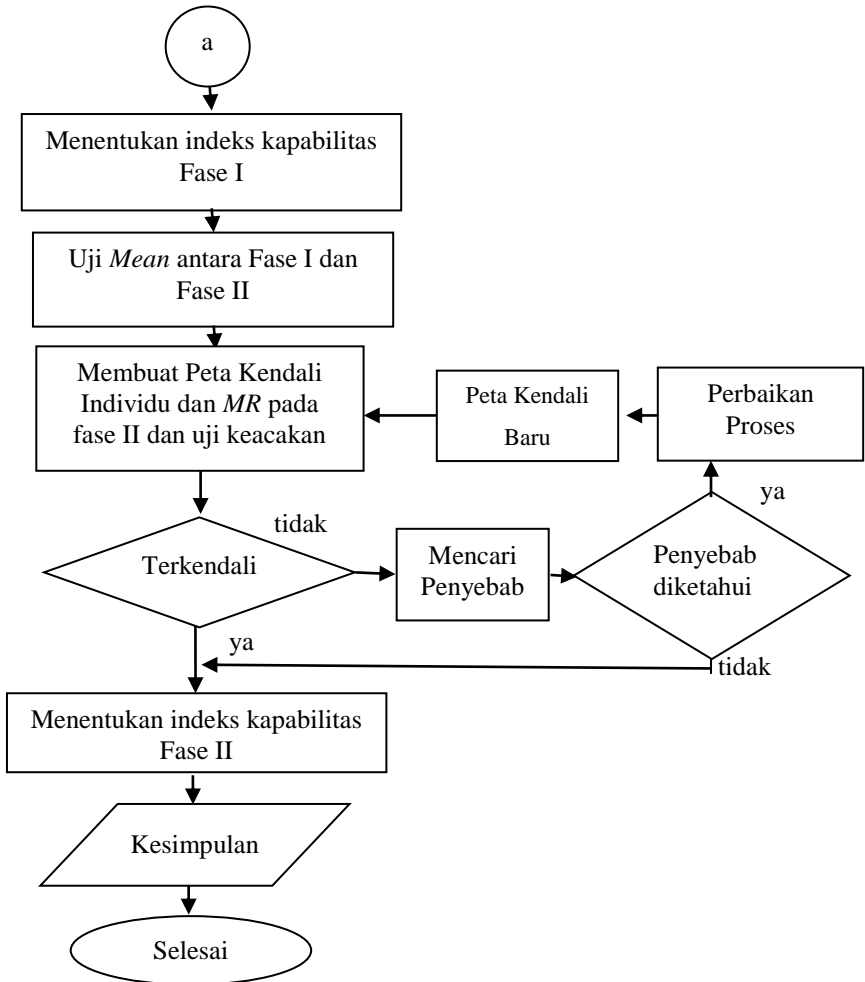 a
Menentukan indeks kapabilitas
Fase I
Uji Mean antara Fase I dan
Fase II
Membuat Peta Kendali
Individu dan MR pada
fase II dan uji keacakan
Peta Kendali
Baru
Perbaikan
Proses
ya
tidak
Terkendali
Mencari
Penyebab
Penyebab
diketahui
ya
tidak
Menentukan indeks kapabilitas
Fase II
Kesimpulan
Selesai